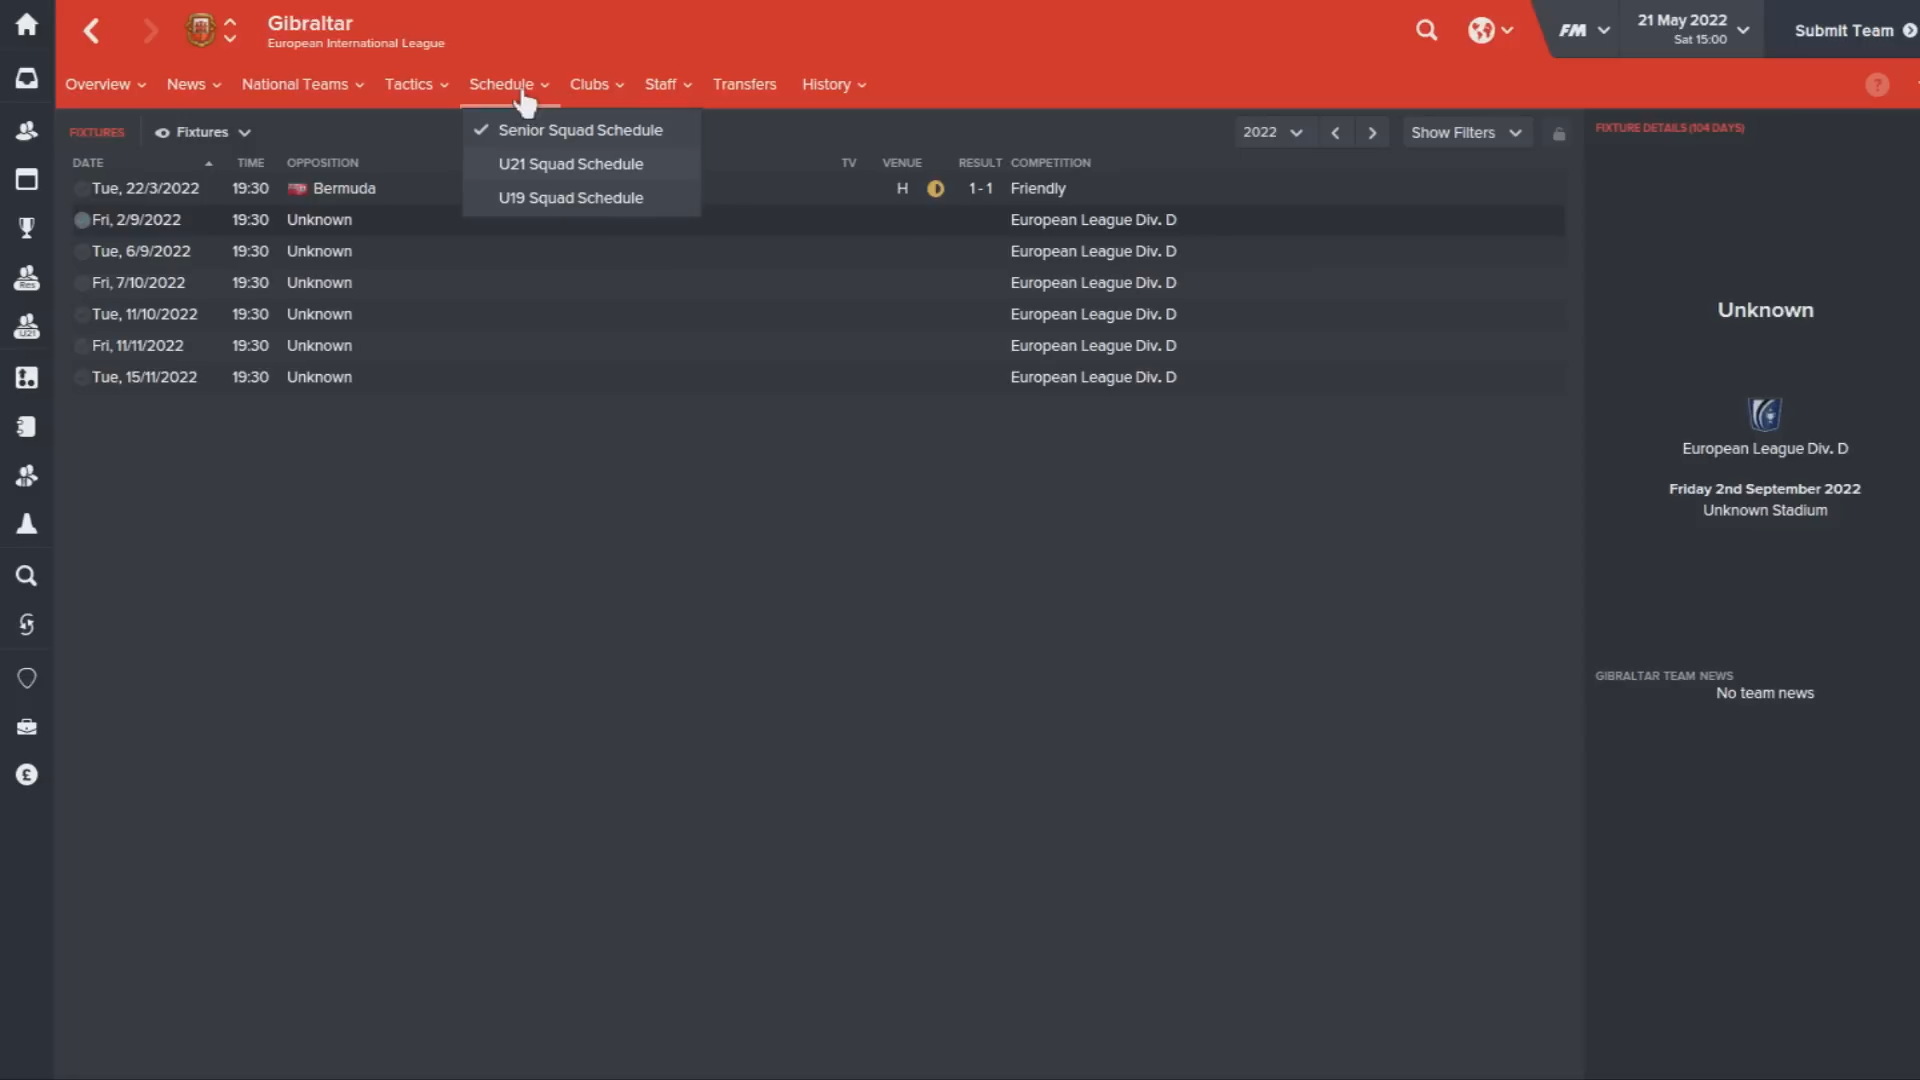 Gibraltar
European International League
FM
21 May 2022
Sat 15:00
Submit Team
Overview News National Teams Tactics Schedule Clubs Staff Transfers History
?
FIXTURES Fixtures
Senior Squad Schedule
U21 Squad Schedule
U19 Squad Schedule
2022 Show Filters
DATE TIME OPPOSITION TV VENUE RESULT COMPETITION
Tue, 22/3/2022 19:30 Bermuda H 1-1 Friendly
Fri, 2/9/2022 19:30 Unknown European League Div. D
Tue, 6/9/2022 19:30 Unknown European League Div. D
Fri, 7/10/2022 19:30 Unknown European League Div. D
Tue, 11/10/2022 19:30 Unknown European League Div. D
Fri, 11/11/2022 19:30 Unknown European League Div. D
Tue, 15/11/2022 19:30 Unknown European League Div. D
FIXTURE DETAILS (104 DAYS)
Unknown
European League Div. D
Friday 2nd September 2022
Unknown Stadium
GIBRALTAR TEAM NEWS
No team news
Res
U21
£